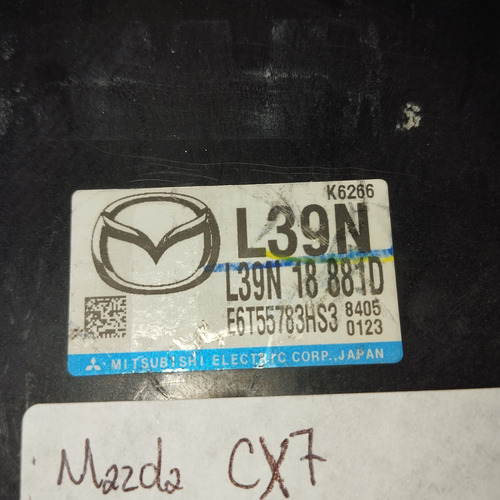 K6266
L39N
L39N 18 881D
E6T55783HS3 8405
0123
MITSUBISHI ELECTRIC CORP., JAPAN
Mazda CX7